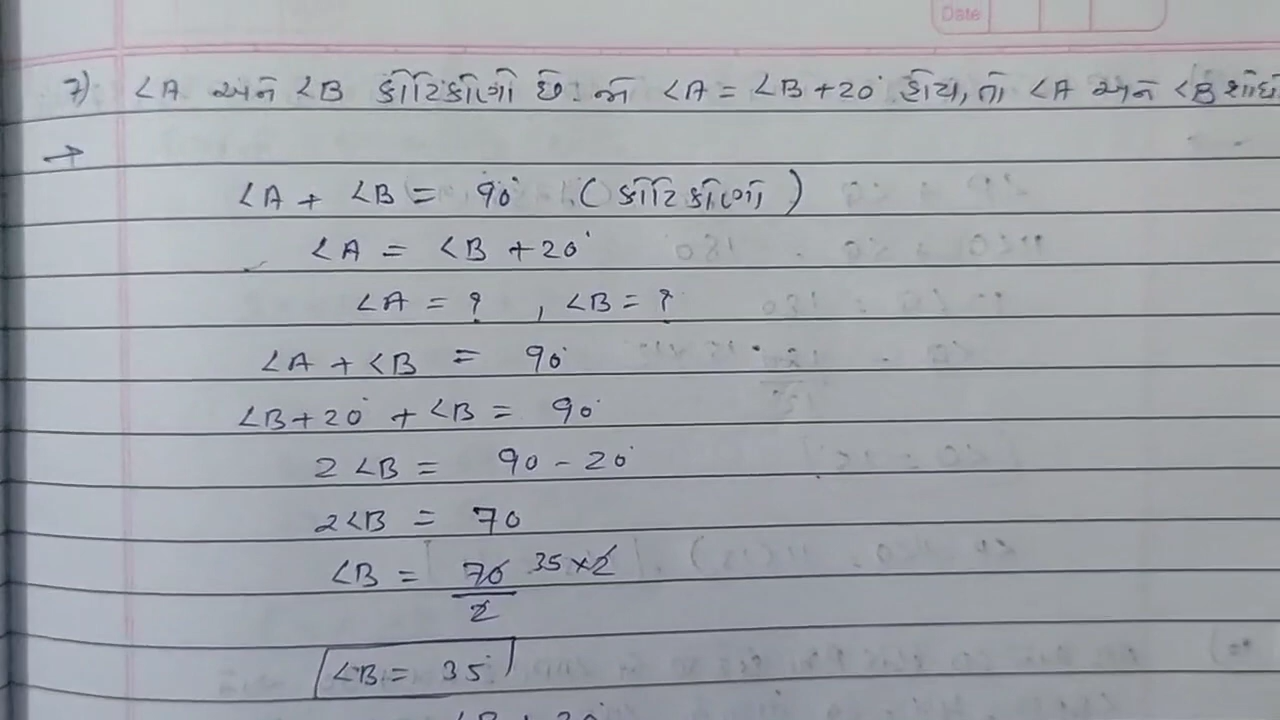 Date
7) ∠A અને ∠B કોટિકોણો છે. જો ∠A = ∠B + 20° હોય, તો ∠A અને ∠B શોધો
→
∠A + ∠B = 90° (કોટિકોણો)
∠A = ∠B + 20°
∠A = ? , ∠B = ?
∠A + ∠B = 90°
∠B + 20° + ∠B = 90°
2∠B = 90 - 20°
2∠B = 70
∠B = 70/2 35×2
∠B = 35°